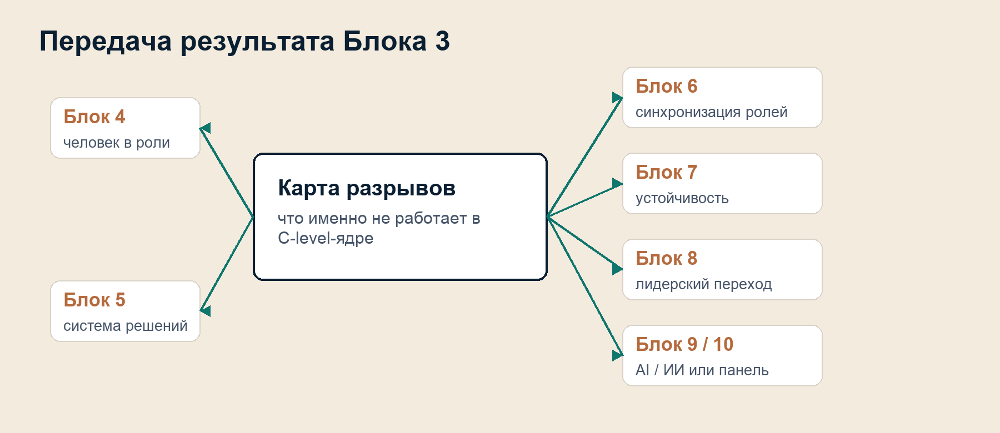 Передача результата Блока 3
Блок 4
человек в роли
Блок 5
система решений
Карта разрывов
что именно не работает в
C-level-ядре
Блок 6
синхронизация ролей
Блок 7
устойчивость
Блок 8
лидерский переход
Блок 9 / 10
AI / ИИ или панель